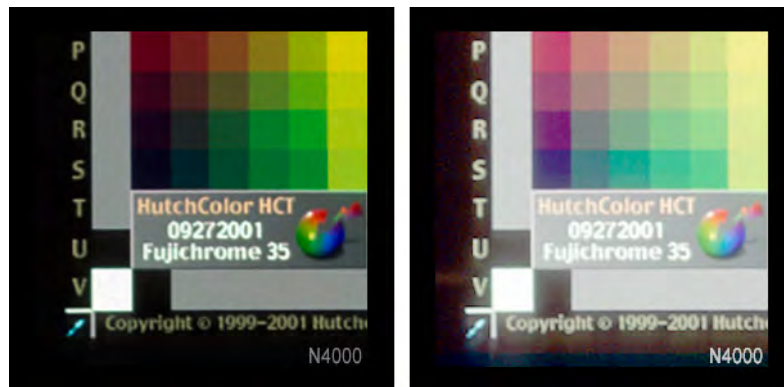 P
Q
R
S
T
U
V
HutchColor HCT
09272001
Fujichrome 35
Copyright © 1999-2001 Hutch
N4000
P
Q
R
S
T
U
V
HutchColor HCT
09272001
Fujichrome 35
Copyright © 1999-2001 Hutche
N4000